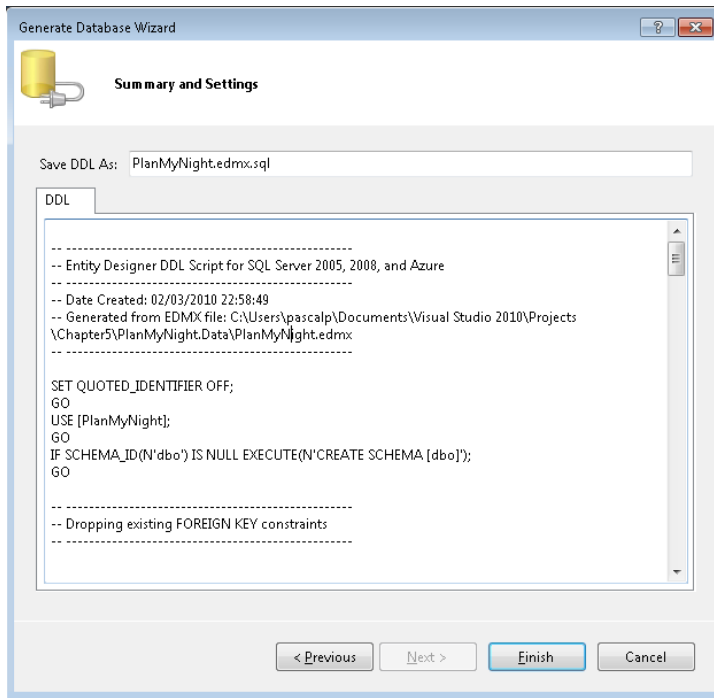 Generate Database Wizard
Summary and Settings
Save DDL As: PlanMyNight.edmx.sql
DDL
-- --------------------------------------------------
-- Entity Designer DDL Script for SQL Server 2005, 2008, and Azure
-- --------------------------------------------------
-- Date Created: 02/03/2010 22:58:49
-- Generated from EDMX file: C:\Users\pascalp\Documents\Visual Studio 2010\Projects
\Chapter5\PlanMyNight.Data\PlanMyNight.edmx
-- --------------------------------------------------
SET QUOTED_IDENTIFIER OFF;
GO
USE [PlanMyNight];
GO
IF SCHEMA_ID(N'dbo') IS NULL EXECUTE(N'CREATE SCHEMA [dbo]');
GO
-- --------------------------------------------------
-- Dropping existing FOREIGN KEY constraints
-- --------------------------------------------------
< Previous Next > Finish Cancel